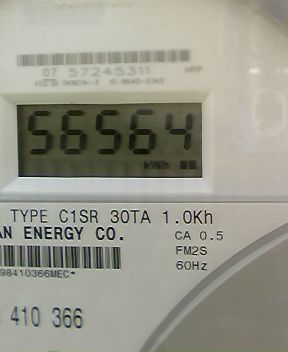 07 57245311
56564
kWh
TYPE C1SR 30TA 1.0Kh
AN ENERGY CO.
CA 0.5
FM2S
60Hz
98410366MEC*
410 366